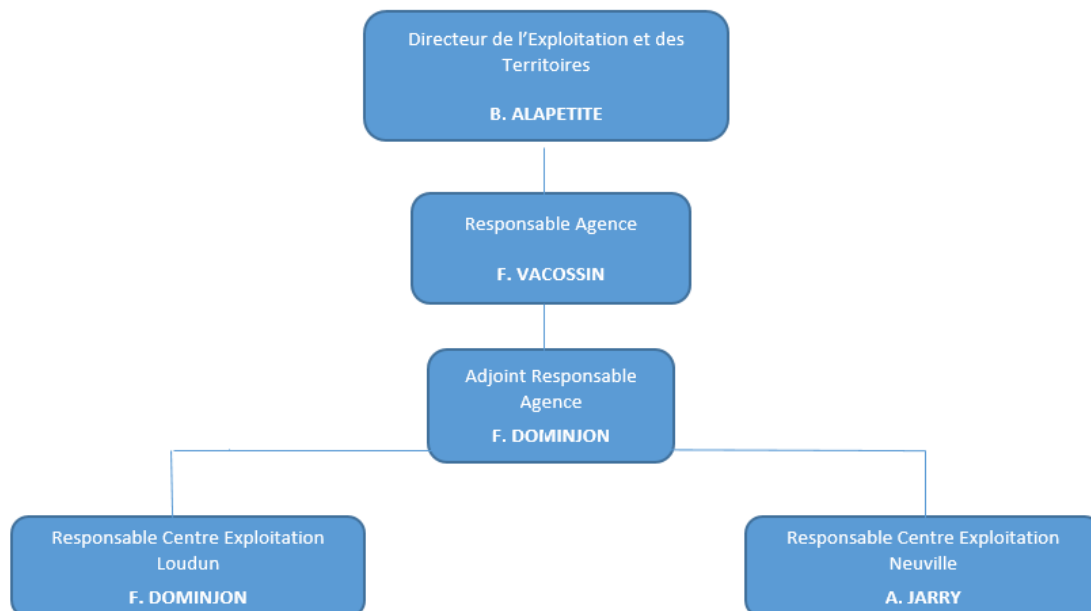 Directeur de l’Exploitation et des
Territoires
B. ALAPETITE
Responsable Agence
F. VACOSSIN
Adjoint Responsable
Agence
F. DOMINJON
Responsable Centre Exploitation
Loudun
F. DOMINJON
Responsable Centre Exploitation
Neuville
A. JARRY